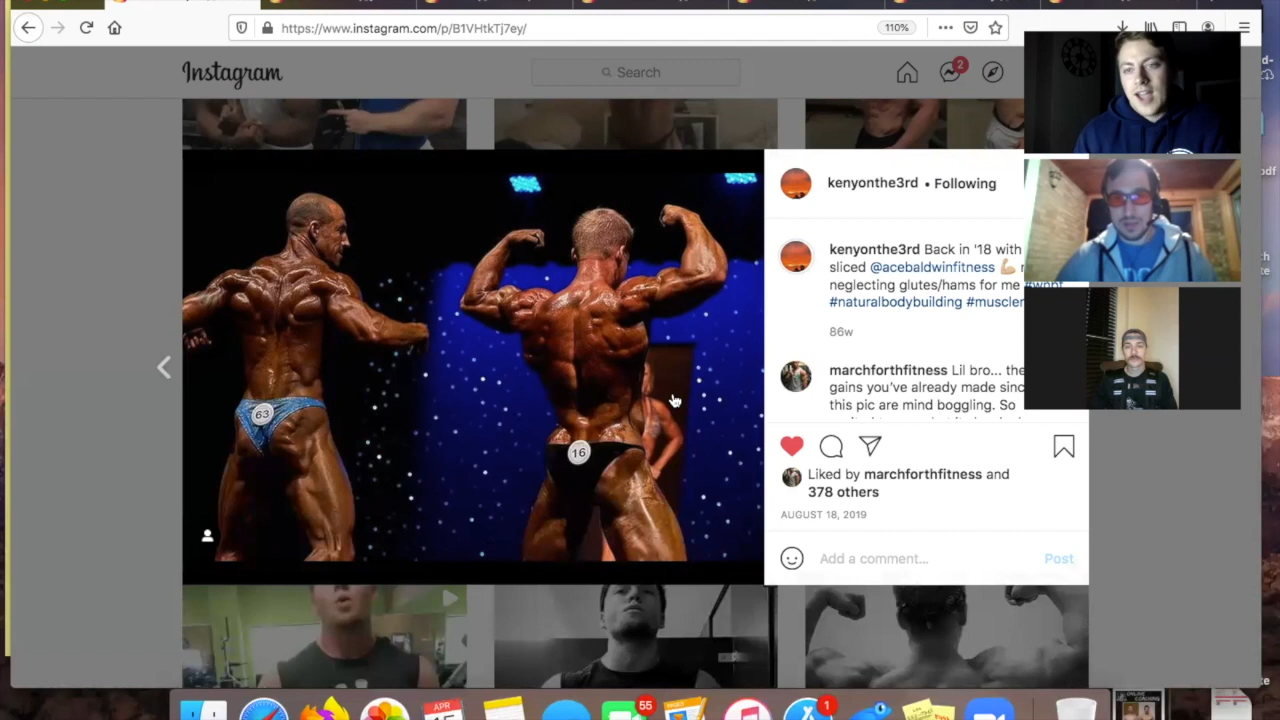 https://www.instagram.com/p/B1VHtkTj7ey/
110%
Instagram
Search
2
kenyonthe3rd • Following
kenyonthe3rd Back in '18 with
sliced @acebaldwinfitness
neglecting glutes/hams for me
#naturalbodybuilding
86w
marchforthfitness Lil bro... the
gains you've already made sinc
this pic are mind boggling. So
63
16
Liked by marchforthfitness and
378 others
AUGUST 18, 2019
Add a comment...
Post
APR
55
1